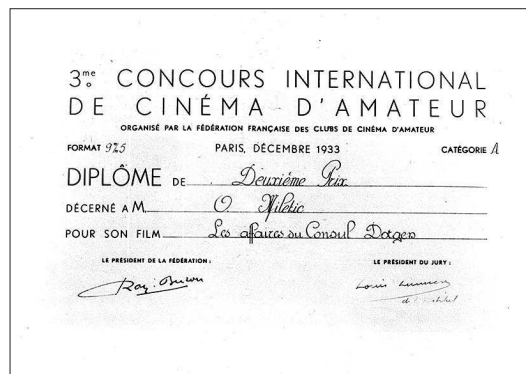 3me CONCOURS INTERNATIONAL
DE CINÉMA D'AMATEUR
ORGANISÉ PAR LA FÉDÉRATION FRANÇAISE DES CLUBS DE CINÉMA D'AMATEUR
FORMAT 9%5 PARIS, DÉCEMBRE 1933 CATÉGORIE A
DIPLÔME DE Deuxième Prix
DÉCERNÉ A M. O. Miletic
POUR SON FILM Les affaires du Consul Dotgen
LE PRÉSIDENT DE LA FÉDÉRATION : LE PRÉSIDENT DU JURY :
Louis Lumière